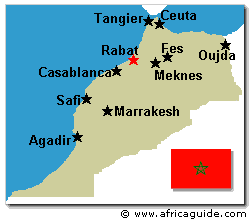 Tangier
Ceuta
Rabat
Fes
Oujda
Casablanca
Meknes
Safi
Marrakesh
Agadir
© www.africaguide.com